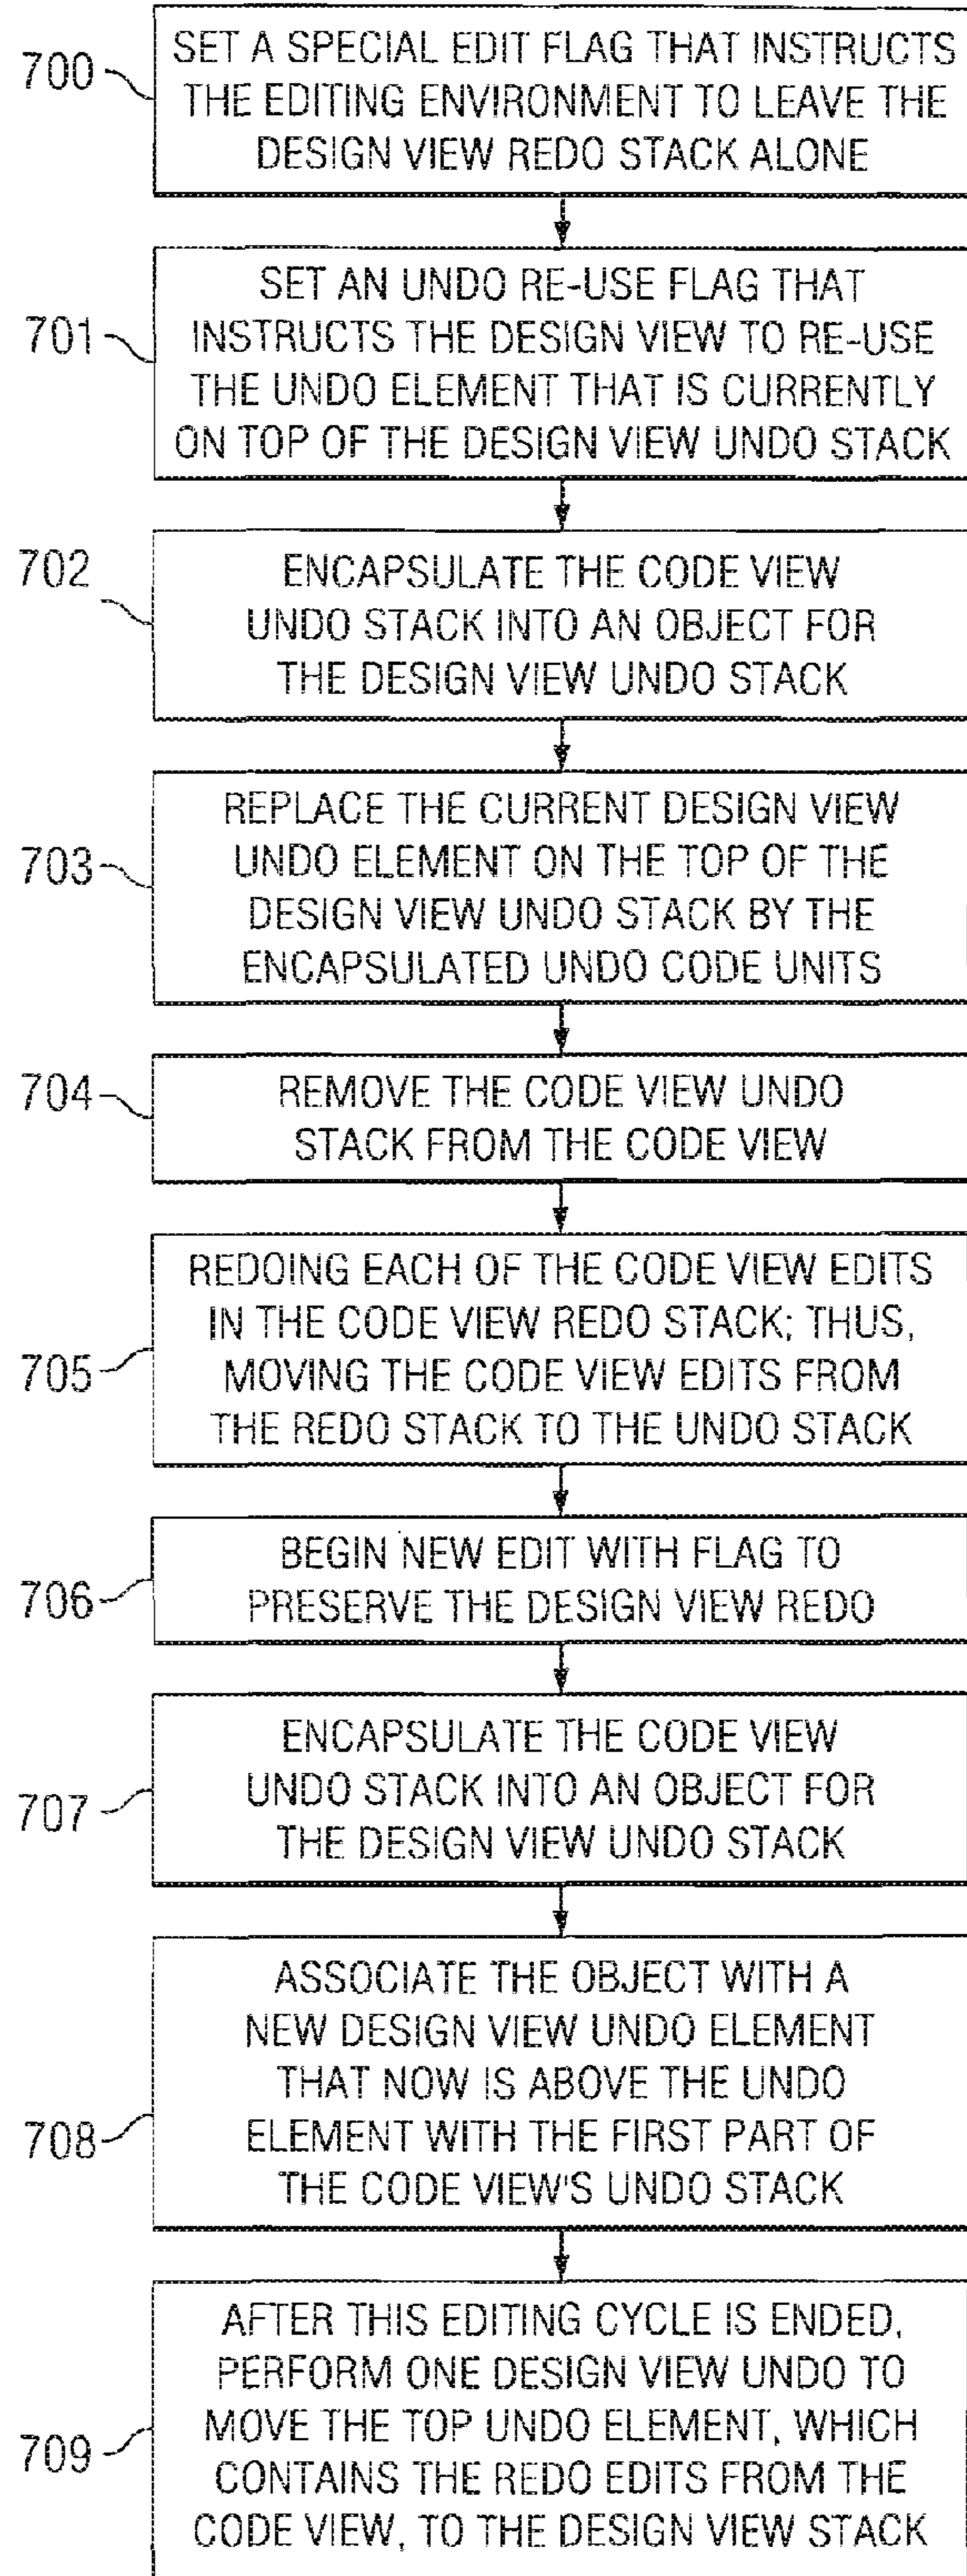 700
SET A SPECIAL EDIT FLAG THAT INSTRUCTS
THE EDITING ENVIRONMENT TO LEAVE THE
DESIGN VIEW REDO STACK ALONE
701
SET AN UNDO RE-USE FLAG THAT
INSTRUCTS THE DESIGN VIEW TO RE-USE
THE UNDO ELEMENT THAT IS CURRENTLY
ON TOP OF THE DESIGN VIEW UNDO STACK
702
ENCAPSULATE THE CODE VIEW
UNDO STACK INTO AN OBJECT FOR
THE DESIGN VIEW UNDO STACK
703
REPLACE THE CURRENT DESIGN VIEW
UNDO ELEMENT ON THE TOP OF THE
DESIGN VIEW UNDO STACK BY THE
ENCAPSULATED UNDO CODE UNITS
704
REMOVE THE CODE VIEW UNDO
STACK FROM THE CODE VIEW
705
REDOING EACH OF THE CODE VIEW EDITS
IN THE CODE VIEW REDO STACK; THUS,
MOVING THE CODE VIEW EDITS FROM
THE REDO STACK TO THE UNDO STACK
706
BEGIN NEW EDIT WITH FLAG TO
PRESERVE THE DESIGN VIEW REDO
707
ENCAPSULATE THE CODE VIEW
UNDO STACK INTO AN OBJECT FOR
THE DESIGN VIEW UNDO STACK
708
ASSOCIATE THE OBJECT WITH A
NEW DESIGN VIEW UNDO ELEMENT
THAT NOW IS ABOVE THE UNDO
ELEMENT WITH THE FIRST PART OF
THE CODE VIEW'S UNDO STACK
709
AFTER THIS EDITING CYCLE IS ENDED,
PERFORM ONE DESIGN VIEW UNDO TO
MOVE THE TOP UNDO ELEMENT, WHICH
CONTAINS THE REDO EDITS FROM THE
CODE VIEW, TO THE DESIGN VIEW STACK